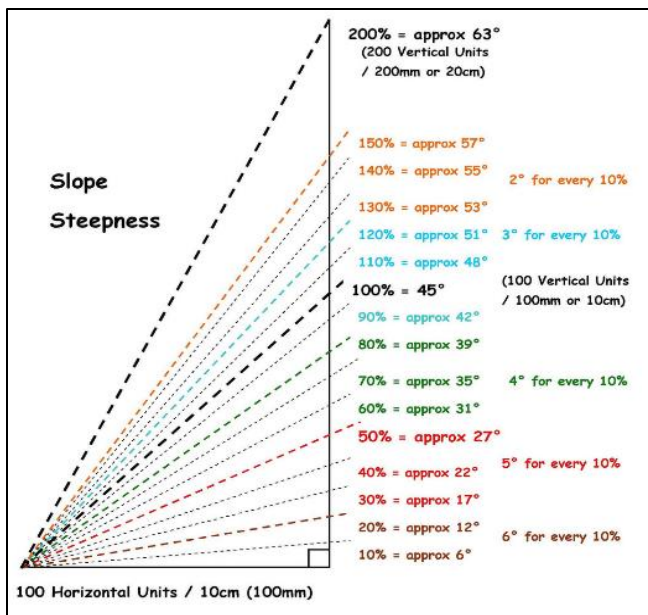 200% = approx 63°
(200 Vertical Units
/ 200mm or 20cm)
Slope
Steepness
150% = approx 57°
140% = approx 55°
2° for every 10%
130% = approx 53°
120% = approx 51°
3° for every 10%
110% = approx 48°
100% = 45°
(100 Vertical Units
/ 100mm or 10cm)
90% = approx 42°
80% = approx 39°
70% = approx 35°
4° for every 10%
60% = approx 31°
50% = approx 27°
5° for every 10%
40% = approx 22°
30% = approx 17°
20% = approx 12°
6° for every 10%
10% = approx 6°
100 Horizontal Units / 10cm (100mm)